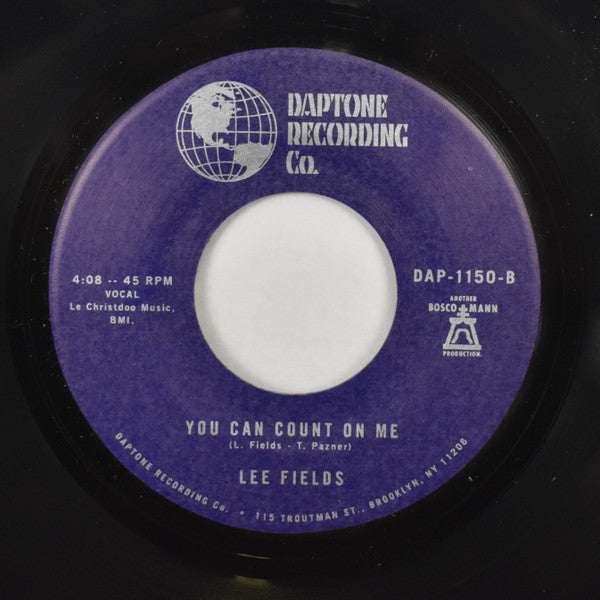 DAPTONE
RECORDING
Co.
4:08 -- 45 RPM
VOCAL
Le Christdoo Music,
BMI.
DAP-1150-B
ANOTHER
BOSCO MANN
PRODUCTION.
YOU CAN COUNT ON ME
(L. Fields - T. Pazner)
LEE FIELDS
DAPTONE RECORDING Co. • 115 TROUTMAN ST., BROOKLYN, NY 11206